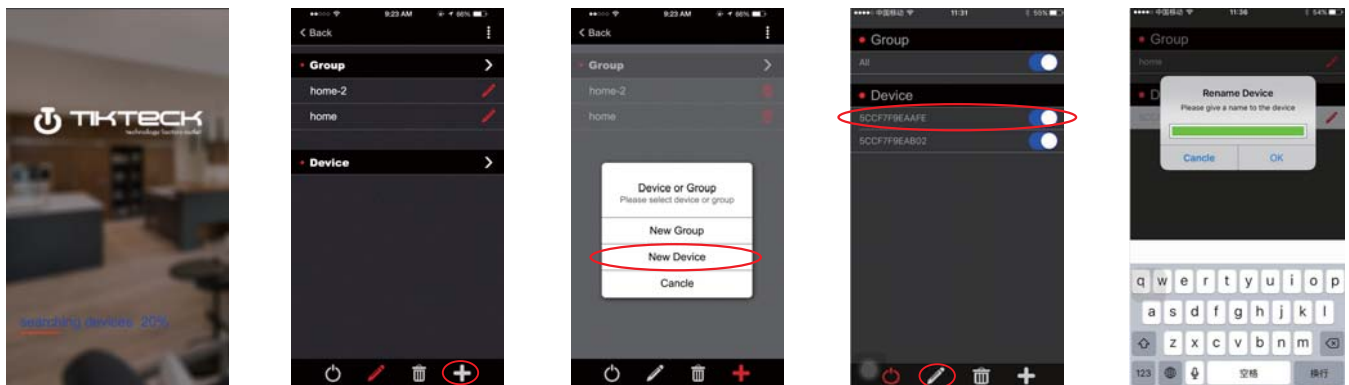 TIKTECK
searching devices 20%
9:23 AM
66%
< Back
Group
home-2
home
Device
9:23 AM
66%
< Back
Group
home-2
home
Device or Group
Please select device or group
New Group
New Device
Cancle
中国移动
11:31
55%
Group
All
Device
5CCF7F9EAAFE
5CCF7F9EAB02
中国移动
11:36
54%
Group
home
D
Rename Device
Please give a name to the device
Cancle
OK
q w e r t y u i o p
a s d f g h j k l
z x c v b n m
123
空格
换行